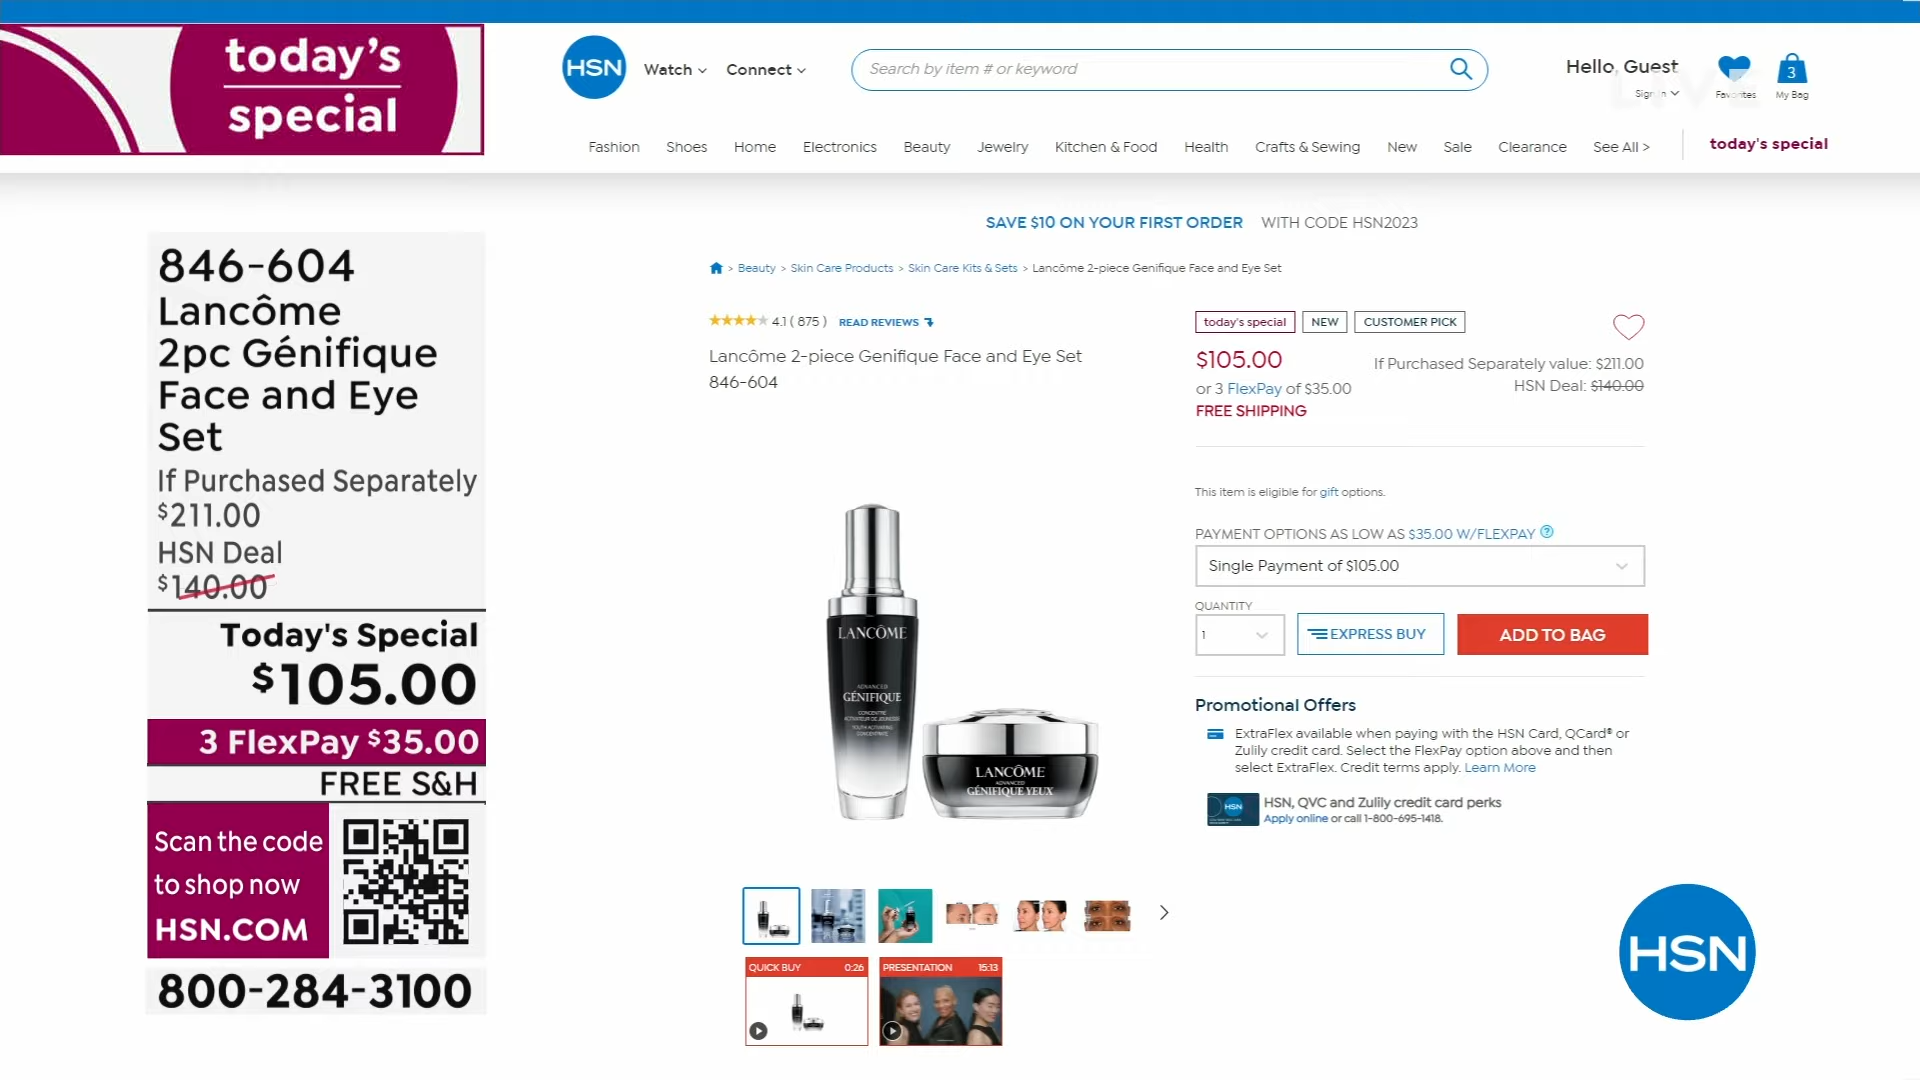 today's
special
HSN
Watch
Connect
Search by item # or keyword
Hello, Guest
Favorites
3
My Bag
Fashion
Shoes
Home
Electronics
Beauty
Jewelry
Kitchen & Food
Health
Crafts & Sewing
New
Sale
Clearance
See All >
today's special
SAVE $10 ON YOUR FIRST ORDER WITH CODE HSN2023
846-604
Lancôme
2pc Génifique
Face and Eye
Set
If Purchased Separately
$211.00
HSN Deal
$140.00
Today's Special
$105.00
3 FlexPay $35.00
FREE S&H
Scan the code
to shop now
HSN.COM
800-284-3100
> Beauty > Skin Care Products > Skin Care Kits & Sets > Lancôme 2-piece Genifique Face and Eye Set
4.1 ( 875 ) READ REVIEWS
Lancôme 2-piece Genifique Face and Eye Set
846-604
LANCÔME
ADVANCED
GÉNIFIQUE
LANCÔME
ADVANCED
GÉNIFIQUE YEUX
QUICK BUY 0:26
PRESENTATION 15:13
today's special
NEW
CUSTOMER PICK
$105.00
If Purchased Separately value: $211.00
or 3 FlexPay of $35.00
HSN Deal: $140.00
FREE SHIPPING
This item is eligible for gift options.
PAYMENT OPTIONS AS LOW AS $35.00 W/FLEXPAY
Single Payment of $105.00
QUANTITY
1
EXPRESS BUY
ADD TO BAG
Promotional Offers
ExtraFlex available when paying with the HSN Card, QCard® or
Zulily credit card. Select the FlexPay option above and then
select ExtraFlex. Credit terms apply. Learn More
HSN
HSN, QVC and Zulily credit card perks
Apply online or call 1-800-695-1418.
HSN